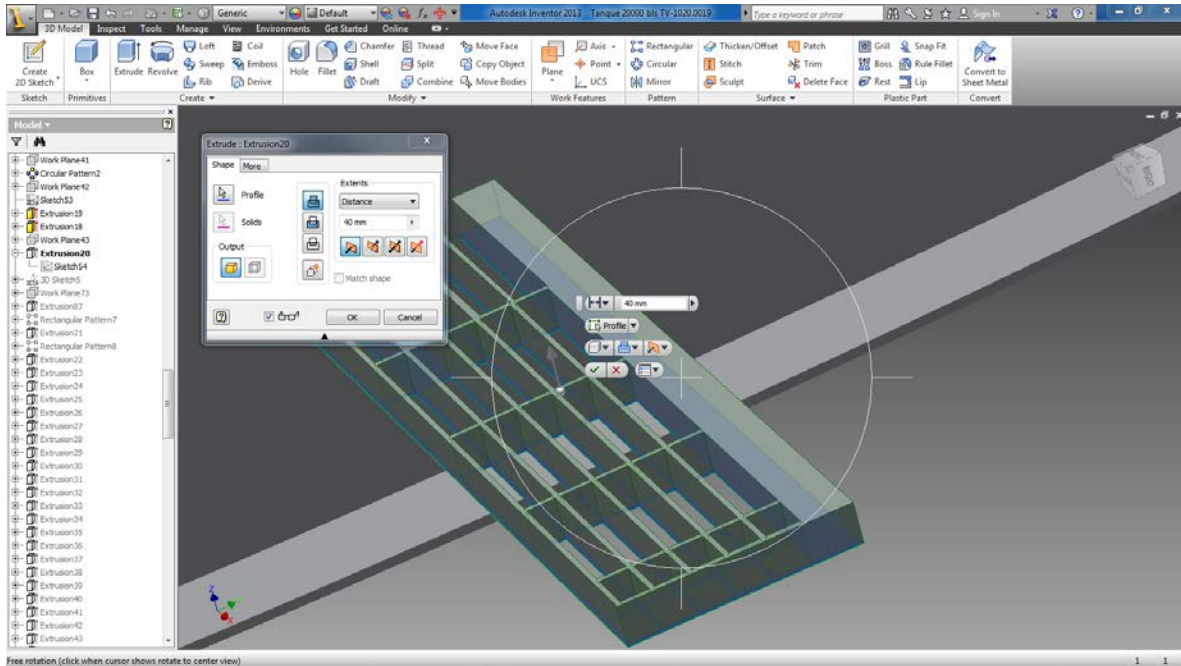 Generic
Default
Autodesk Inventor 2013   Tanque 20000 bls TV-1020.0019
Type a keyword or phrase
Sign In
3D Model   Inspect   Tools   Manage   View   Environments   Get Started   Online
Create 2D Sketch
Box
Extrude
Revolve
Loft
Sweep
Rib
Coil
Emboss
Derive
Hole
Fillet
Chamfer
Shell
Draft
Thread
Split
Combine
Move Face
Copy Object
Move Bodies
Plane
Axis
Point
UCS
Rectangular
Circular
Mirror
Thicken/Offset
Stitch
Sculpt
Patch
Trim
Delete Face
Grill
Boss
Rest
Snap Fit
Rule Fillet
Lip
Convert to Sheet Metal
Sketch   Primitives   Create   Modify   Work Features   Pattern   Surface   Plastic Part   Convert
Model
Work Plane41
Circular Pattern2
Work Plane42
Sketch53
Extrusion19
Extrusion18
Work Plane43
Extrusion20
Sketch54
3D Sketch5
Work Plane73
Extrusion87
Rectangular Pattern7
Extrusion21
Rectangular Pattern8
Extrusion22
Extrusion23
Extrusion24
Extrusion25
Extrusion26
Extrusion27
Extrusion28
Extrusion29
Extrusion30
Extrusion31
Extrusion32
Extrusion33
Extrusion34
Extrusion35
Extrusion36
Extrusion37
Extrusion38
Extrusion39
Extrusion40
Extrusion41
Extrusion42
Extrusion43
Extrude : Extrusion20
Shape   More
Profile
Solids
Output
Extents
Distance
40 mm
Match shape
OK   Cancel
40 mm
Profile
Z
Y
X
Free rotation (click when cursor shows rotate to center view)
1   1